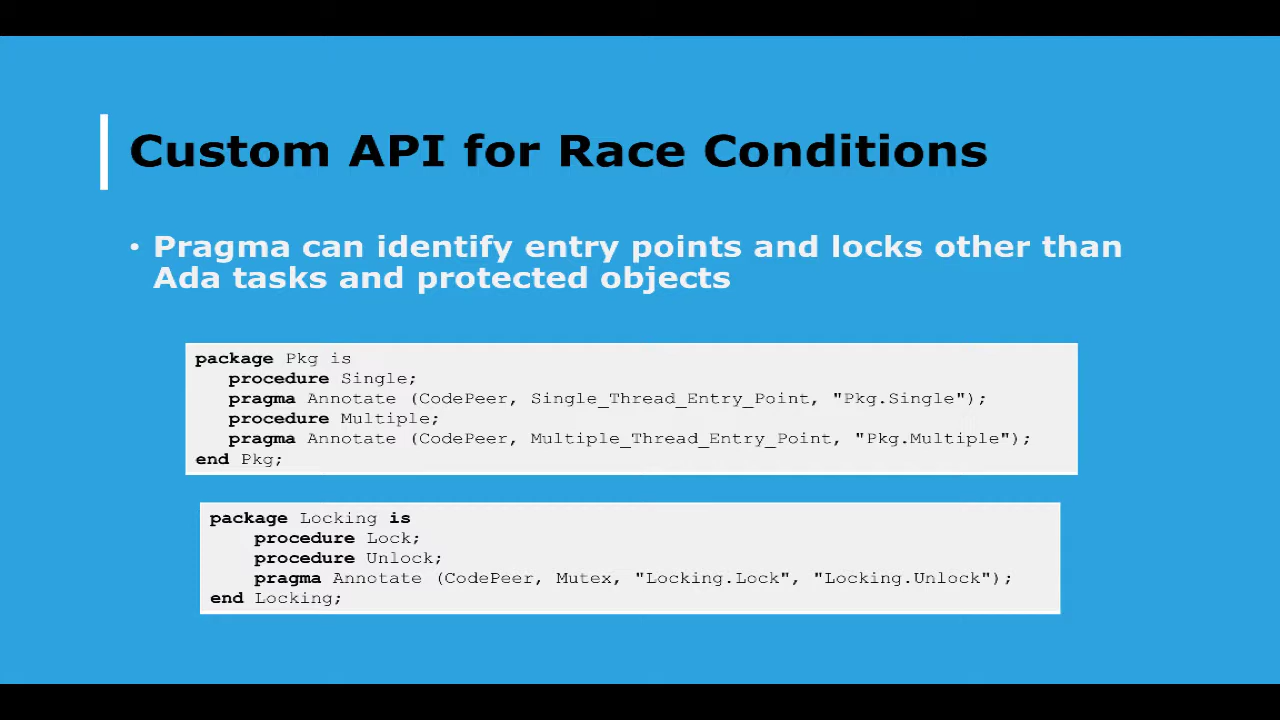 Custom API for Race Conditions
• Pragma can identify entry points and locks other than
Ada tasks and protected objects
package Pkg is
procedure Single;
pragma Annotate (CodePeer, Single_Thread_Entry_Point, "Pkg.Single");
procedure Multiple;
pragma Annotate (CodePeer, Multiple_Thread_Entry_Point, "Pkg.Multiple");
end Pkg;
package Locking is
procedure Lock;
procedure Unlock;
pragma Annotate (CodePeer, Mutex, "Locking.Lock", "Locking.Unlock");
end Locking;